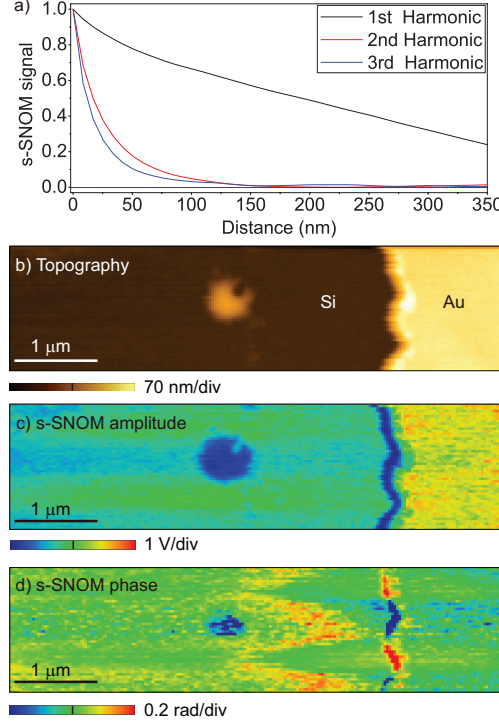 a)
1.0
0.8
0.6
0.4
0.2
0.0
s-SNOM signal
1st Harmonic
2nd Harmonic
3rd Harmonic
0 50 100 150 200 250 300 350
Distance (nm)
b) Topography
Si
Au
1 μm
70 nm/div
c) s-SNOM amplitude
1 μm
1 V/div
d) s-SNOM phase
1 μm
0.2 rad/div